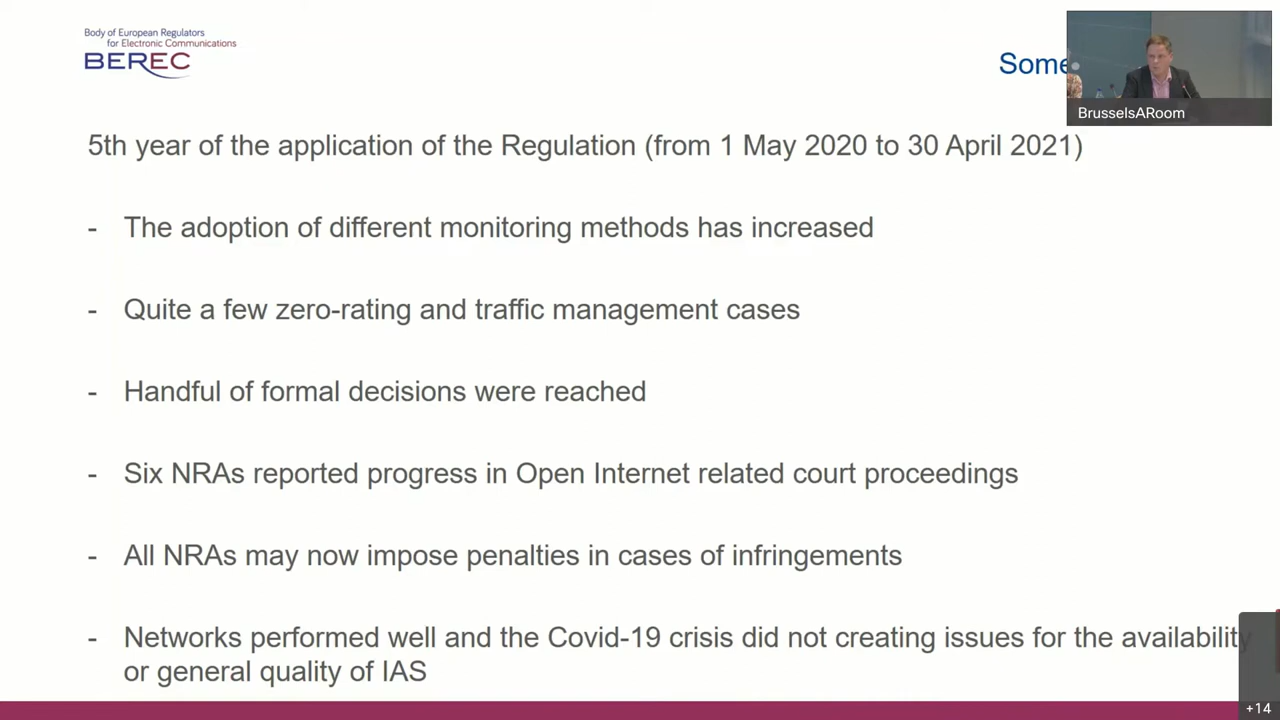 Body of European Regulators
for Electronic Communications
BEREC
Some
BrusselsARoom
5th year of the application of the Regulation (from 1 May 2020 to 30 April 2021)
- The adoption of different monitoring methods has increased
- Quite a few zero-rating and traffic management cases
- Handful of formal decisions were reached
- Six NRAs reported progress in Open Internet related court proceedings
- All NRAs may now impose penalties in cases of infringements
- Networks performed well and the Covid-19 crisis did not creating issues for the availability
or general quality of IAS
+14